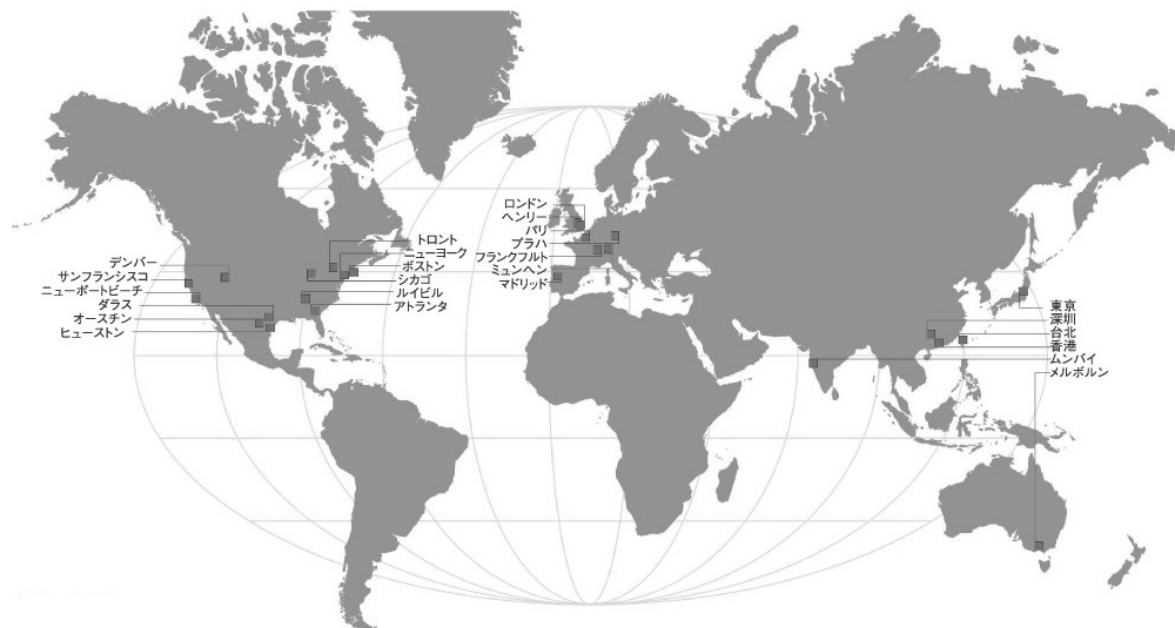 デンバー
サンフランシスコ
ニューポートビーチ
ダラス
オースチン
ヒューストン
トロント
ニューヨーク
ボストン
シカゴ
ルイビル
アトランタ
ロンドン
ヘンリー
パリ
プラハ
フランクフルト
ミュンヘン
マドリッド
東京
深圳
台北
香港
ムンバイ
メルボルン